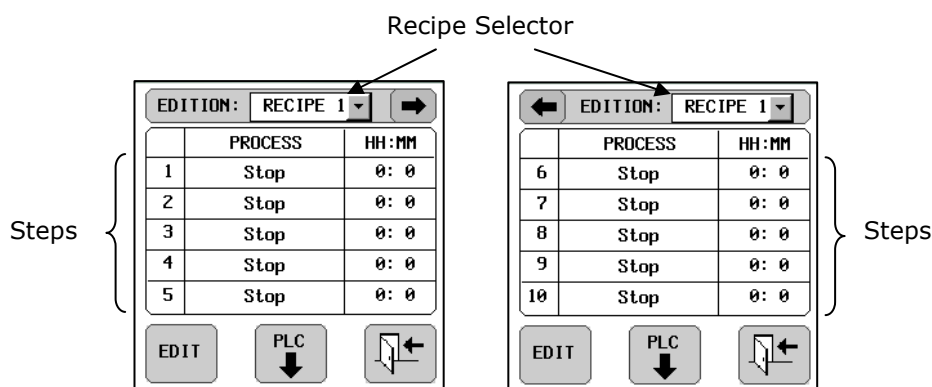 Recipe Selector
EDITION: RECIPE 1
PROCESS HH:MM
1 Stop 0: 0
2 Stop 0: 0
3 Stop 0: 0
4 Stop 0: 0
5 Stop 0: 0
EDIT PLC
Steps
EDITION: RECIPE 1
PROCESS HH:MM
6 Stop 0: 0
7 Stop 0: 0
8 Stop 0: 0
9 Stop 0: 0
10 Stop 0: 0
EDIT PLC
Steps